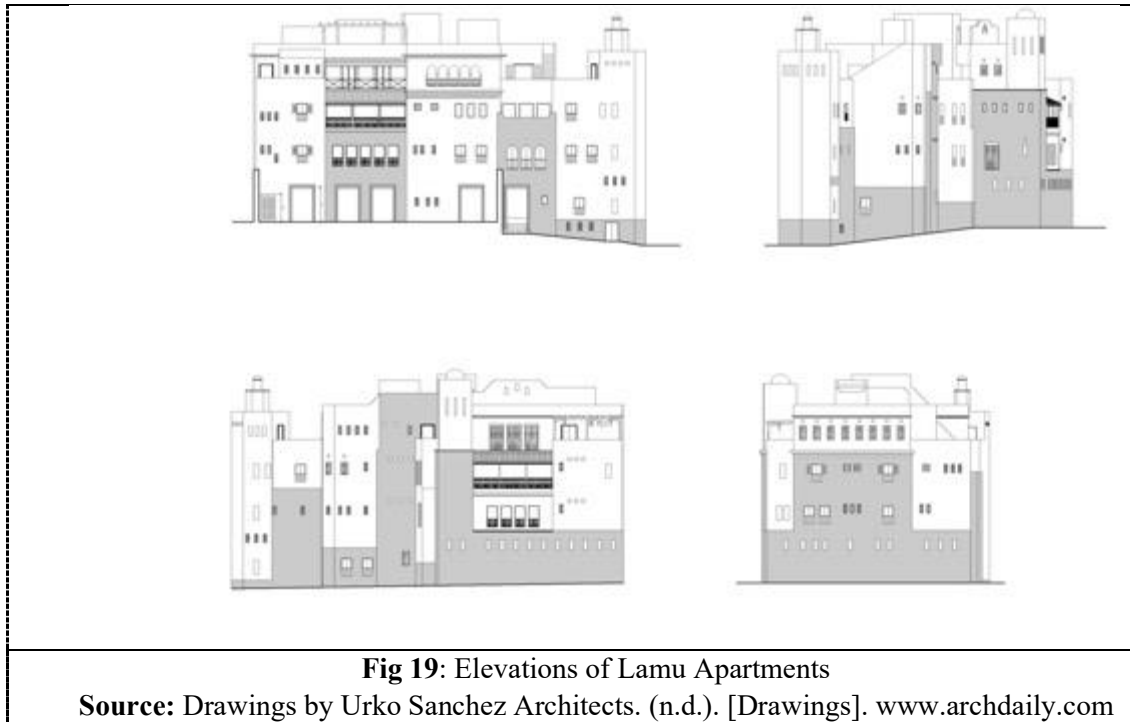 Fig 19: Elevations of Lamu Apartments
Source: Drawings by Urko Sanchez Architects. (n.d.). [Drawings]. www.archdaily.com